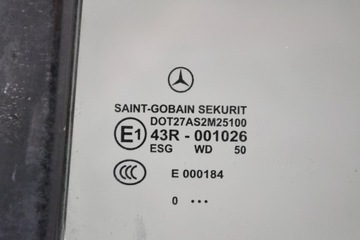 SAINT-GOBAIN SEKURIT
DOT27AS2M25100
E1 43R - 001026
ESG WD 50
CCC E 000184
0 •••